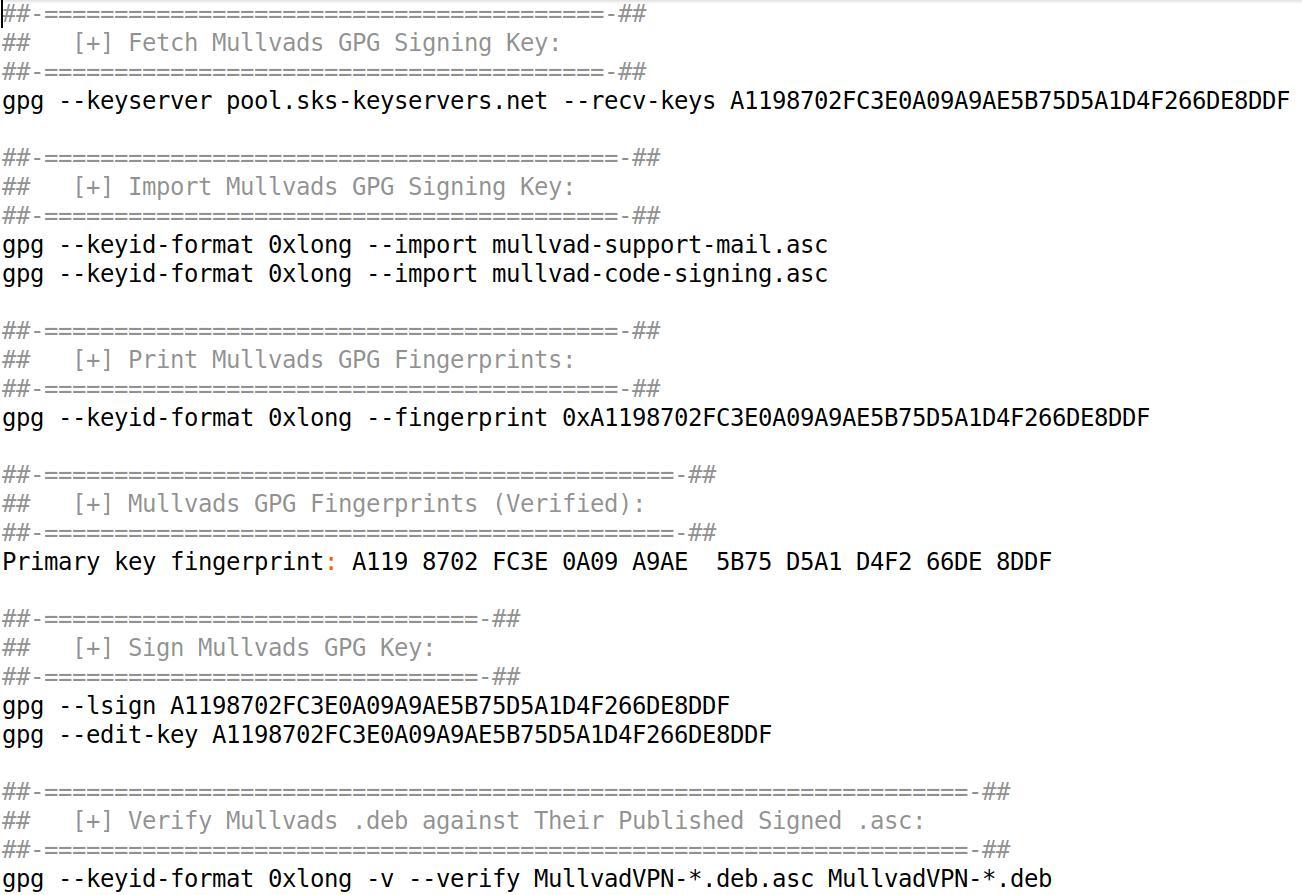 ##-========================================-##
##   [+] Fetch Mullvads GPG Signing Key:
##-========================================-##
gpg --keyserver pool.sks-keyservers.net --recv-keys A1198702FC3E0A09A9AE5B75D5A1D4F266DE8DDF
##-=========================================-##
##   [+] Import Mullvads GPG Signing Key:
##-=========================================-##
gpg --keyid-format 0xlong --import mullvad-support-mail.asc
gpg --keyid-format 0xlong --import mullvad-code-signing.asc
##-=========================================-##
##   [+] Print Mullvads GPG Fingerprints:
##-=========================================-##
gpg --keyid-format 0xlong --fingerprint 0xA1198702FC3E0A09A9AE5B75D5A1D4F266DE8DDF
##-=============================================-##
##   [+] Mullvads GPG Fingerprints (Verified):
##-=============================================-##
Primary key fingerprint: A119 8702 FC3E 0A09 A9AE  5B75 D5A1 D4F2 66DE 8DDF
##-===============================-##
##   [+] Sign Mullvads GPG Key:
##-===============================-##
gpg --lsign A1198702FC3E0A09A9AE5B75D5A1D4F266DE8DDF
gpg --edit-key A1198702FC3E0A09A9AE5B75D5A1D4F266DE8DDF
##-==================================================================-##
##   [+] Verify Mullvads .deb against Their Published Signed .asc:
##-==================================================================-##
gpg --keyid-format 0xlong -v --verify MullvadVPN-*.deb.asc MullvadVPN-*.deb